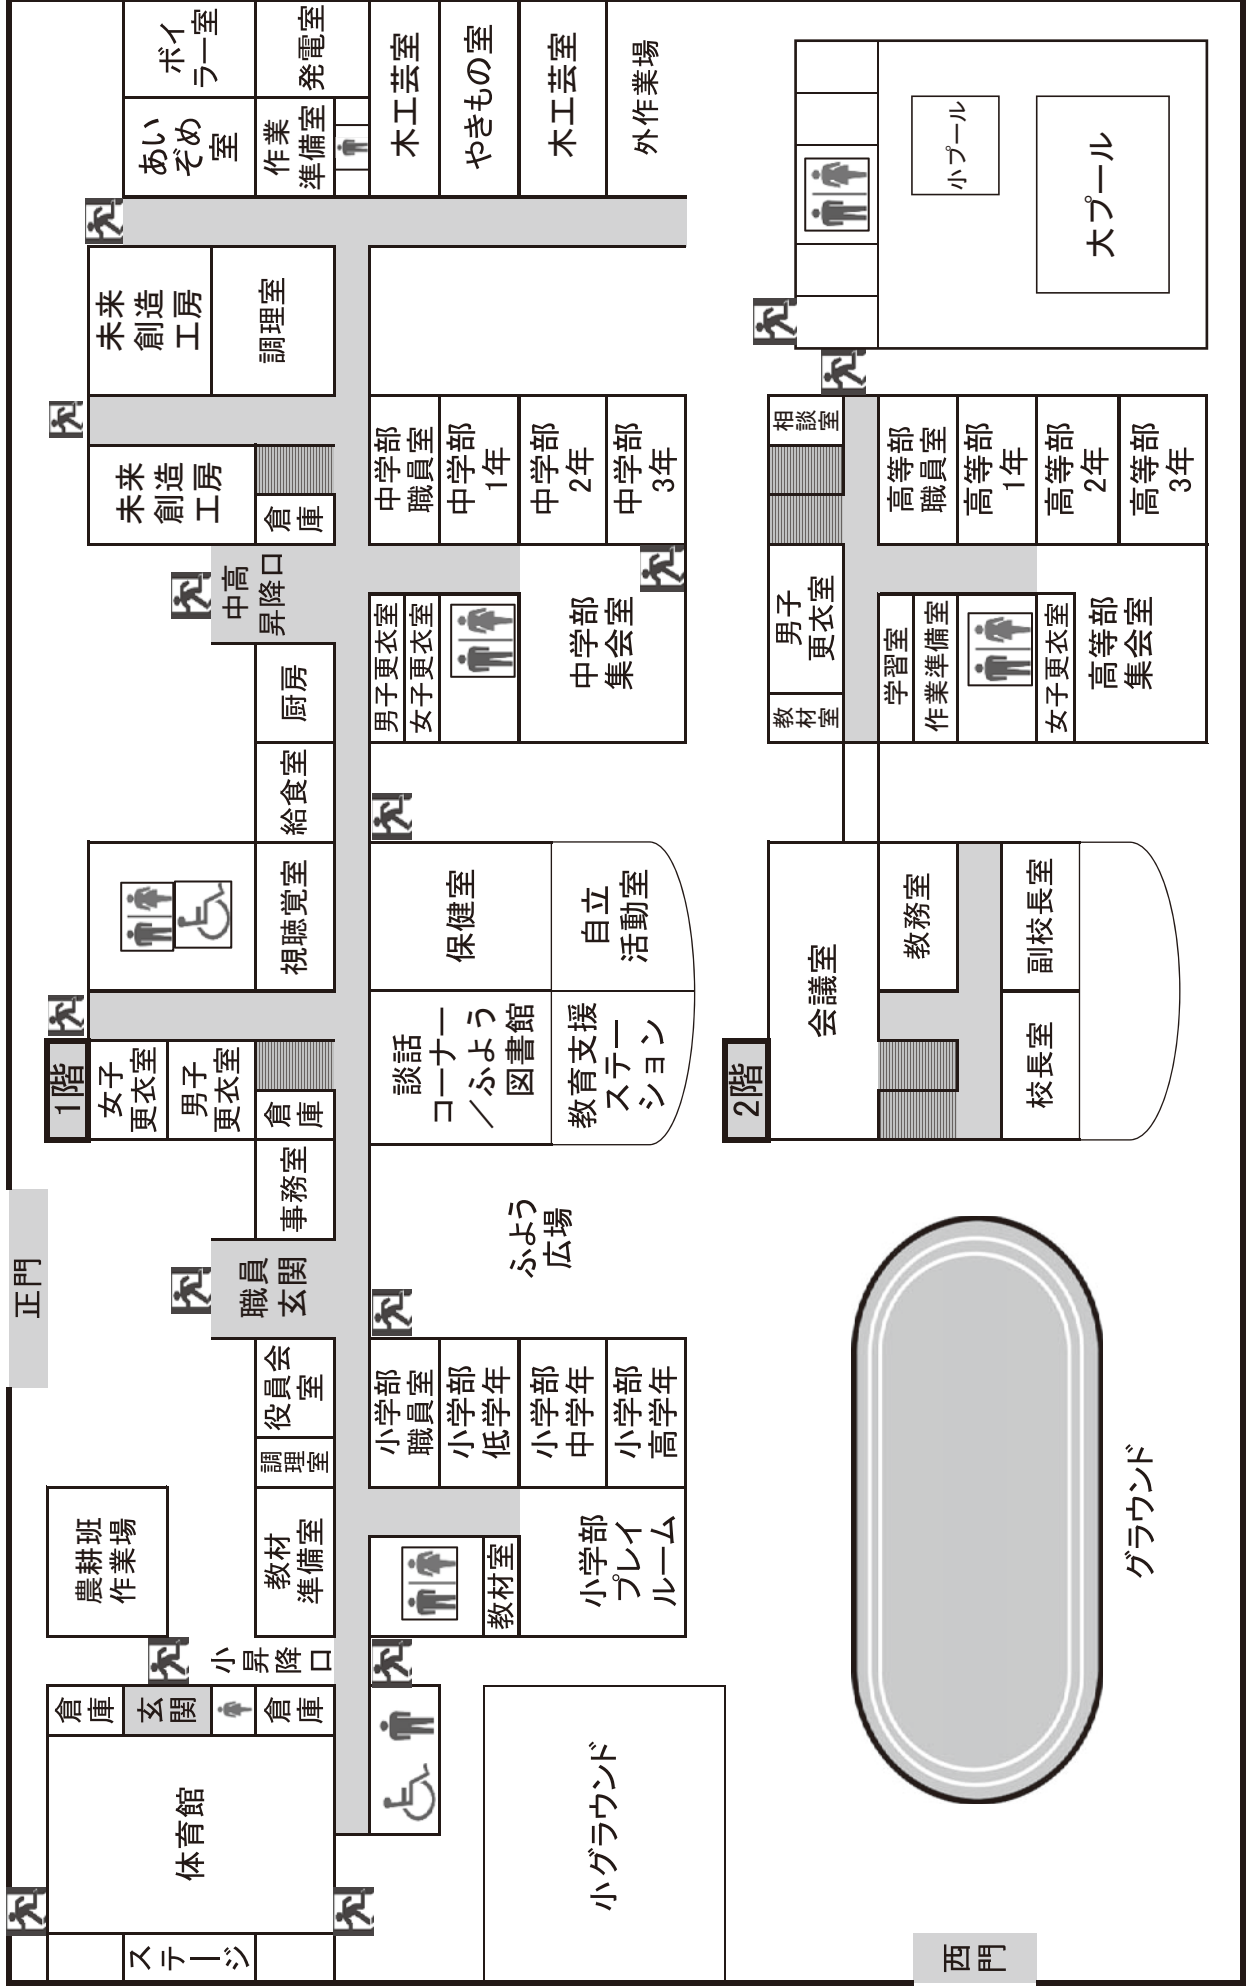 正門
1階
ステージ
体育館
倉庫
玄関
倉庫
小昇降口
農耕班
作業場
教材
準備室
調理室
役員会
室
職員
玄関
事務室
女子
更衣室
男子
更衣室
倉庫
視聴覚室
給食室
厨房
中高
昇降口
未来
創造
工房
倉庫
未来
創造
工房
調理室
あい
ぞめ
室
ボイ
ラー室
作業
準備室
発電室
小グラウンド
教材室
小学部
プレイ
ルーム
小学部
職員室
小学部
低学年
小学部
中学年
小学部
高学年
ふよう
広場
談話
コーナー
／ふよう
図書館
教育支援
ステー
ション
保健室
自立
活動室
男子更衣室
女子更衣室
中学部
集会室
中学部
職員室
中学部
1年
中学部
2年
中学部
3年
木工芸室
やきもの室
木工芸室
外作業場
2階
会議室
校長室
教務室
副校長室
教材室
男子
更衣室
相談室
学習室
作業準備室
女子更衣室
高等部
集会室
高等部
職員室
高等部
1年
高等部
2年
高等部
3年
小プール
大プール
グラウンド
西門